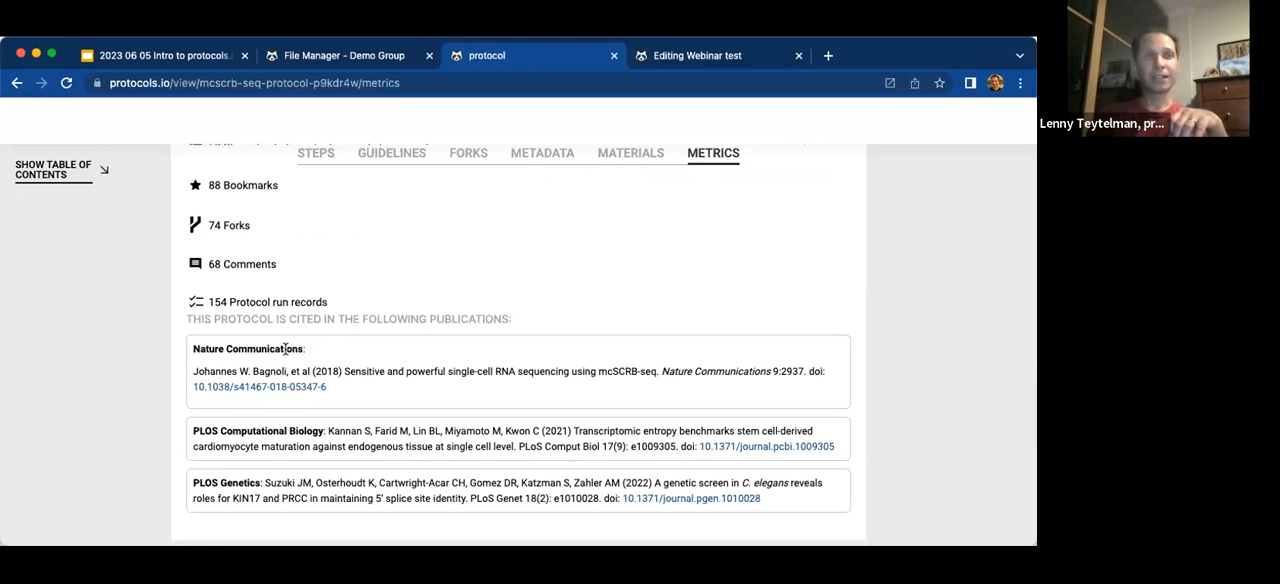 2023 06 05 Intro to protocols.
File Manager - Demo Group
protocol
Editing Webinar test
protocols.io/view/mcscrb-seq-protocol-p9kdr4w/metrics
Lenny Teytelman, pr...
SHOW TABLE OF
CONTENTS
STEPS GUIDELINES FORKS METADATA MATERIALS METRICS
88 Bookmarks
74 Forks
68 Comments
154 Protocol run records
THIS PROTOCOL IS CITED IN THE FOLLOWING PUBLICATIONS:
Nature Communications:
Johannes W. Bagnoli, et al (2018) Sensitive and powerful single-cell RNA sequencing using mcSCRB-seq. Nature Communications 9:2937. doi:
10.1038/s41467-018-05347-6
PLOS Computational Biology: Kannan S, Farid M, Lin BL, Miyamoto M, Kwon C (2021) Transcriptomic entropy benchmarks stem cell-derived
cardiomyocyte maturation against endogenous tissue at single cell level. PLoS Comput Biol 17(9): e1009305. doi: 10.1371/journal.pcbi.1009305
PLOS Genetics: Suzuki JM, Osterhoudt K, Cartwright-Acar CH, Gomez DR, Katzman S, Zahler AM (2022) A genetic screen in C. elegans reveals
roles for KIN17 and PRCC in maintaining 5' splice site identity. PLoS Genet 18(2): e1010028. doi: 10.1371/journal.pgen.1010028